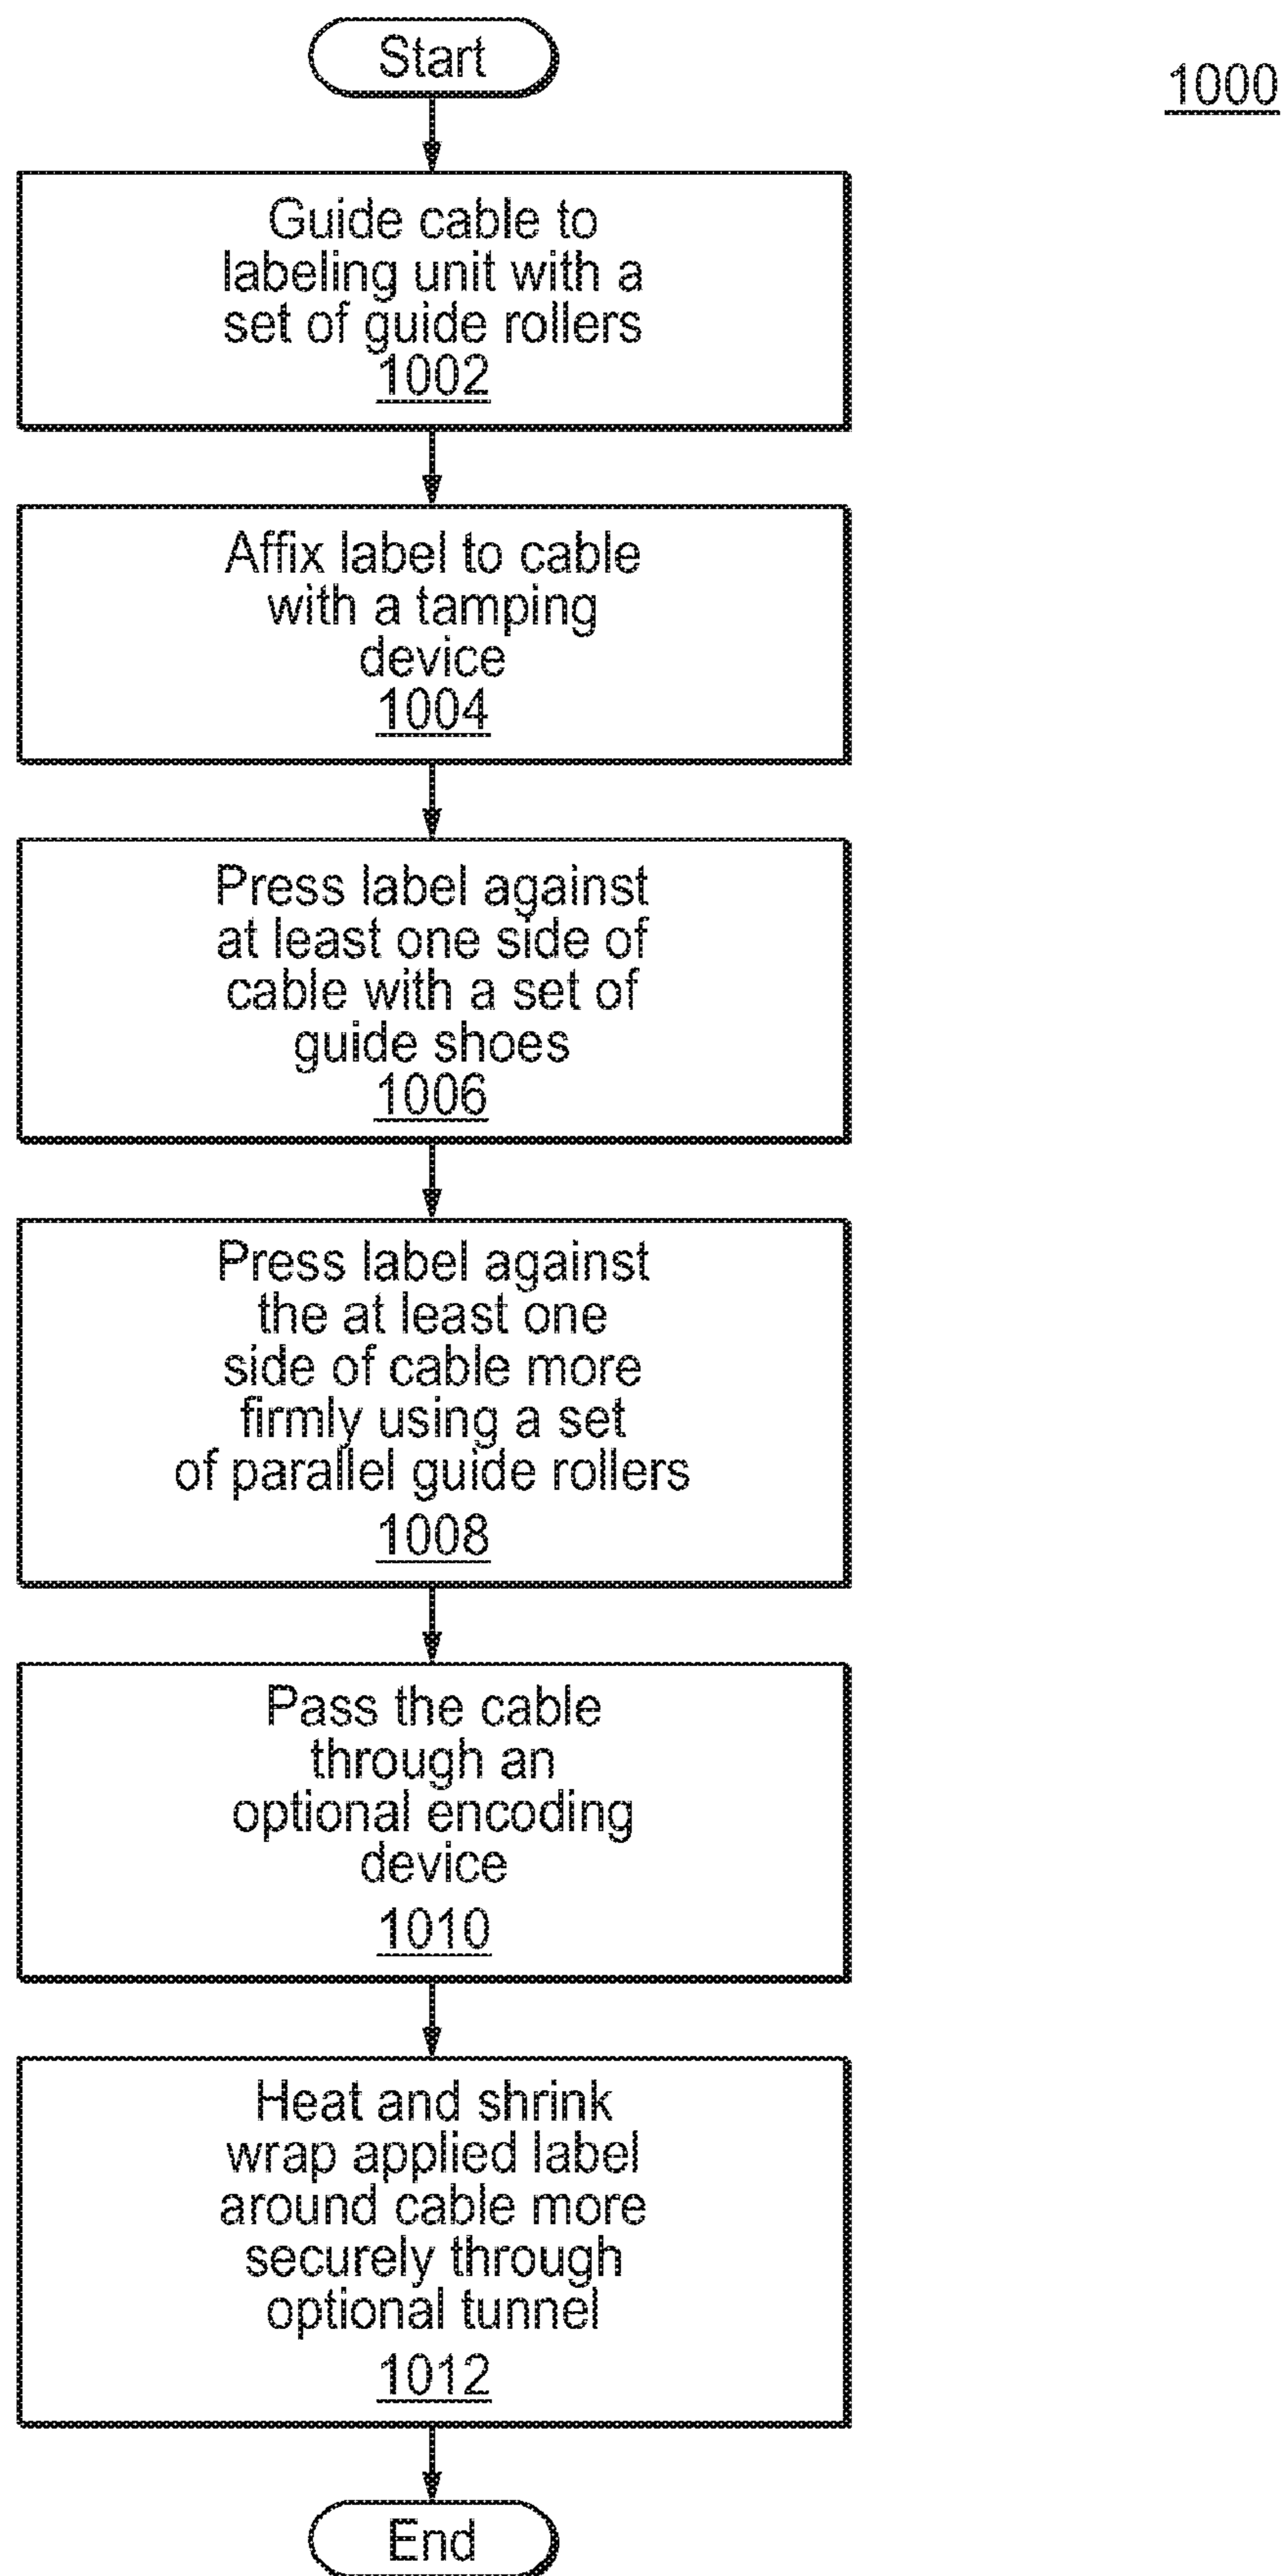 Start
1000
Guide cable to
labeling unit with a
set of guide rollers
1002
Affix label to cable
with a tamping
device
1004
Press label against
at least one side of
cable with a set of
guide shoes
1006
Press label against
the at least one
side of cable more
firmly using a set
of parallel guide rollers
1008
Pass the cable
through an
optional encoding
device
1010
Heat and shrink
wrap applied label
around cable more
securely through
optional tunnel
1012
End